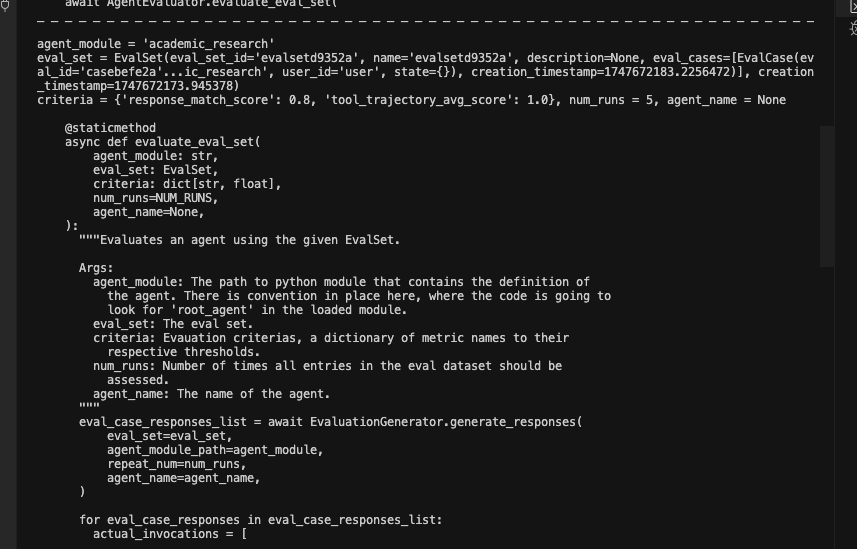 await AgentEvaluator.evaluate_eval_set(
_ _ _ _ _ _ _ _ _ _ _ _ _ _ _ _ _ _ _ _ _ _ _ _ _ _ _ _ _ _ _ _ _ _ _ _ _ _ _ _ _ _ _ _ _ _ _ _ _ _ _ _ _ _ _ _
agent_module = 'academic_research'
eval_set = EvalSet(eval_set_id='evalsetd9352a', name='evalsetd9352a', description=None, eval_cases=[EvalCase(ev
al_id='casebefe2a'...ic_research', user_id='user', state={}), creation_timestamp=1747672183.2256472)], creation
_timestamp=1747672173.945378)
criteria = {'response_match_score': 0.8, 'tool_trajectory_avg_score': 1.0}, num_runs = 5, agent_name = None
@staticmethod
async def evaluate_eval_set(
agent_module: str,
eval_set: EvalSet,
criteria: dict[str, float],
num_runs=NUM_RUNS,
agent_name=None,
):
"""Evaluates an agent using the given EvalSet.
Args:
agent_module: The path to python module that contains the definition of
the agent. There is convention in place here, where the code is going to
look for 'root_agent' in the loaded module.
eval_set: The eval set.
criteria: Evauation criterias, a dictionary of metric names to their
respective thresholds.
num_runs: Number of times all entries in the eval dataset should be
assessed.
agent_name: The name of the agent.
"""
eval_case_responses_list = await EvaluationGenerator.generate_responses(
eval_set=eval_set,
agent_module_path=agent_module,
repeat_num=num_runs,
agent_name=agent_name,
)
for eval_case_responses in eval_case_responses_list:
actual_invocations = [